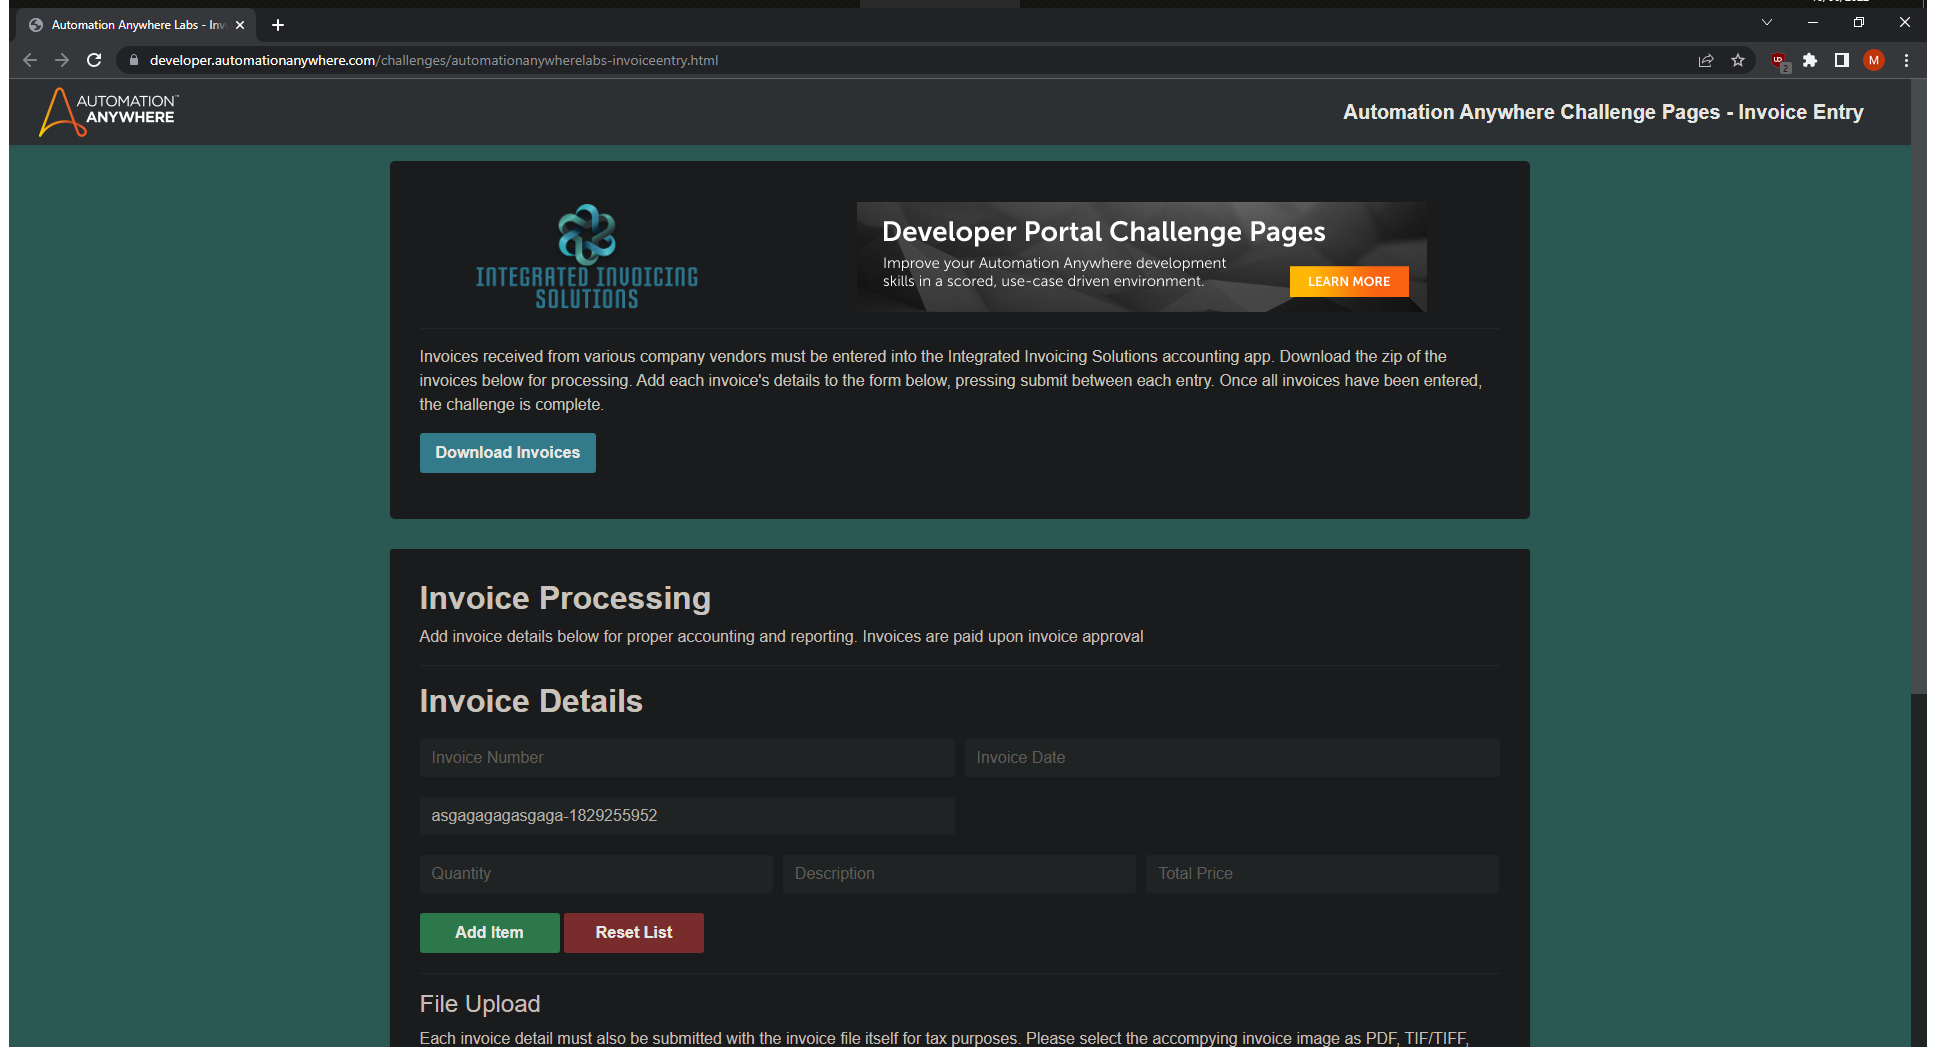 Automation Anywhere Labs - Inv
developer.automationanywhere.com/challenges/automationanywherelabs-invoiceentry.html
2
M
AUTOMATION
ANYWHERE
Automation Anywhere Challenge Pages - Invoice Entry
INTEGRATED INVOICING
SOLUTIONS
Developer Portal Challenge Pages
Improve your Automation Anywhere development
skills in a scored, use-case driven environment.
LEARN MORE
Invoices received from various company vendors must be entered into the Integrated Invoicing Solutions accounting app. Download the zip of the
invoices below for processing. Add each invoice's details to the form below, pressing submit between each entry. Once all invoices have been entered,
the challenge is complete.
Download Invoices
Invoice Processing
Add invoice details below for proper accounting and reporting. Invoices are paid upon invoice approval
Invoice Details
Invoice Number
Invoice Date
asgagagagasgaga-1829255952
Quantity
Description
Total Price
Add Item
Reset List
File Upload
Each invoice detail must also be submitted with the invoice file itself for tax purposes. Please select the accompying invoice image as PDF, TIF/TIFF,